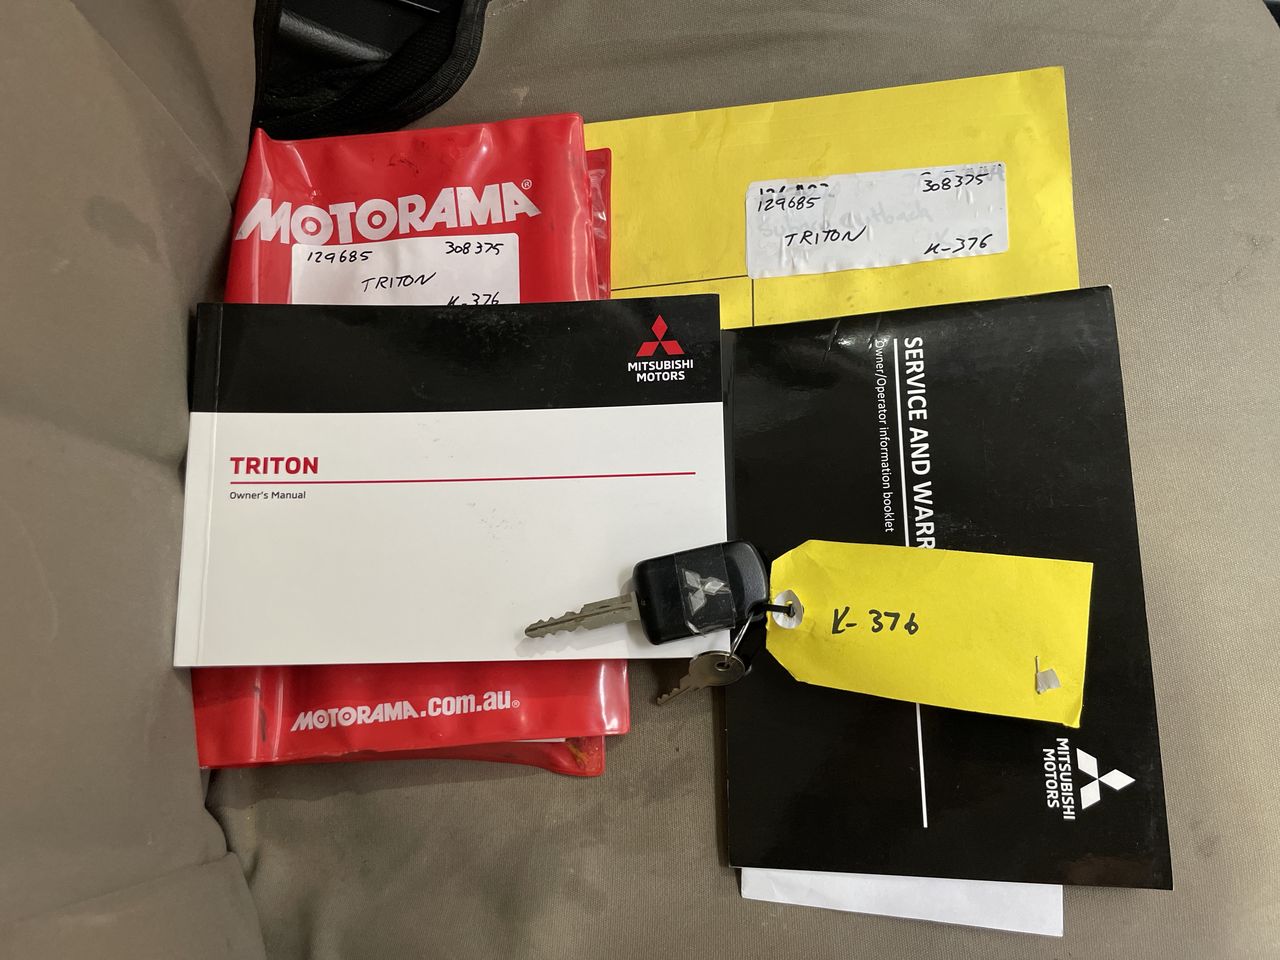 MOTORAMA®
129685 308375
TRITON
K-376
308375
129685
TRITON
K-376
MITSUBISHI
MOTORS
TRITON
Owner's Manual
SERVICE AND WARR
Owner/Operator information booklet
K-376
MOTORAMA.com.au®
MITSUBISHI
MOTORS